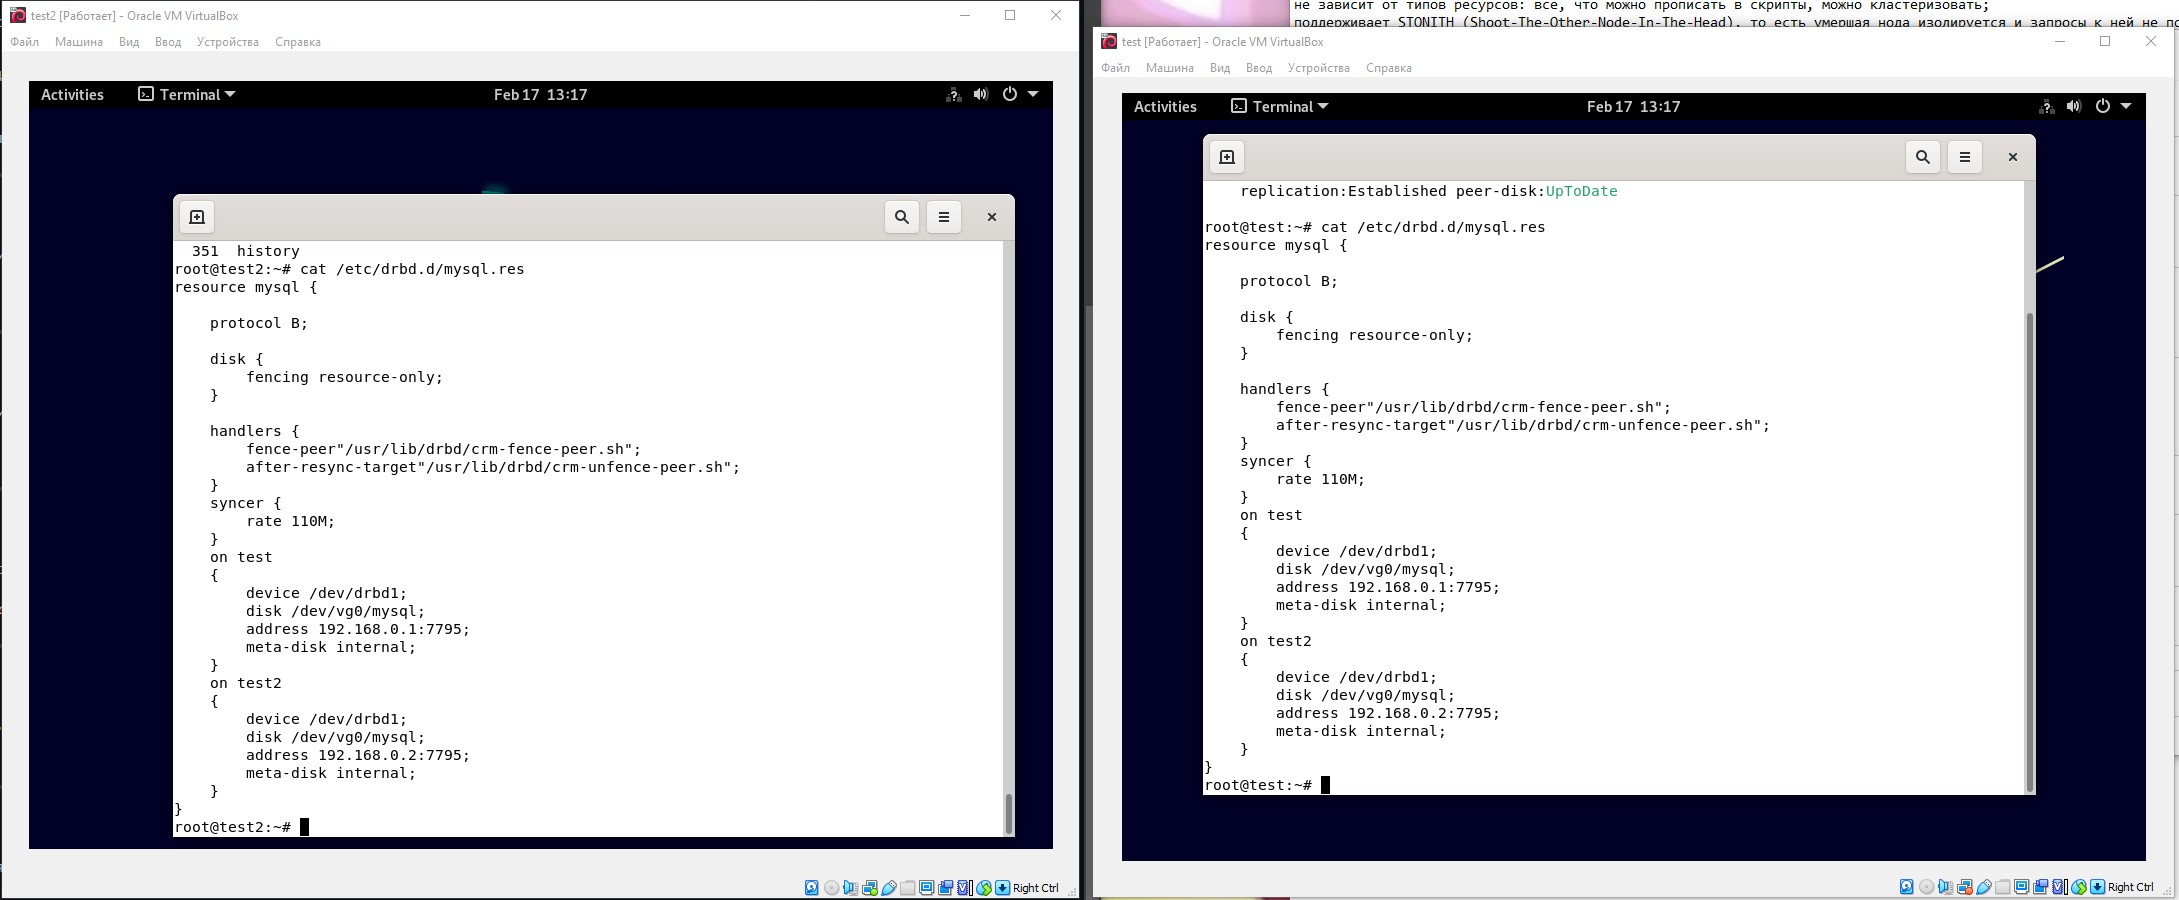 test2 [Работает] - Oracle VM VirtualBox
Файл Машина Вид Ввод Устройства Справка
Activities Terminal Feb 17 13:17
351 history
root@test2:~# cat /etc/drbd.d/mysql.res
resource mysql {
protocol B;
disk {
fencing resource-only;
}
handlers {
fence-peer"/usr/lib/drbd/crm-fence-peer.sh";
after-resync-target"/usr/lib/drbd/crm-unfence-peer.sh";
}
syncer {
rate 110M;
}
on test
{
device /dev/drbd1;
disk /dev/vg0/mysql;
address 192.168.0.1:7795;
meta-disk internal;
}
on test2
{
device /dev/drbd1;
disk /dev/vg0/mysql;
address 192.168.0.2:7795;
meta-disk internal;
}
}
root@test2:~#
Right Ctrl
не зависит от типов ресурсов: все, что можно прописать в скрипты, можно кластеризовать;
поддерживает STONITH (Shoot-The-Other-Node-In-The-Head), то есть умершая нода изолируется и запросы к ней не по
test [Работает] - Oracle VM VirtualBox
Файл Машина Вид Ввод Устройства Справка
Activities Terminal Feb 17 13:17
replication:Established peer-disk:UpToDate
root@test:~# cat /etc/drbd.d/mysql.res
resource mysql {
protocol B;
disk {
fencing resource-only;
}
handlers {
fence-peer"/usr/lib/drbd/crm-fence-peer.sh";
after-resync-target"/usr/lib/drbd/crm-unfence-peer.sh";
}
syncer {
rate 110M;
}
on test
{
device /dev/drbd1;
disk /dev/vg0/mysql;
address 192.168.0.1:7795;
meta-disk internal;
}
on test2
{
device /dev/drbd1;
disk /dev/vg0/mysql;
address 192.168.0.2:7795;
meta-disk internal;
}
}
root@test:~#
Right Ctrl